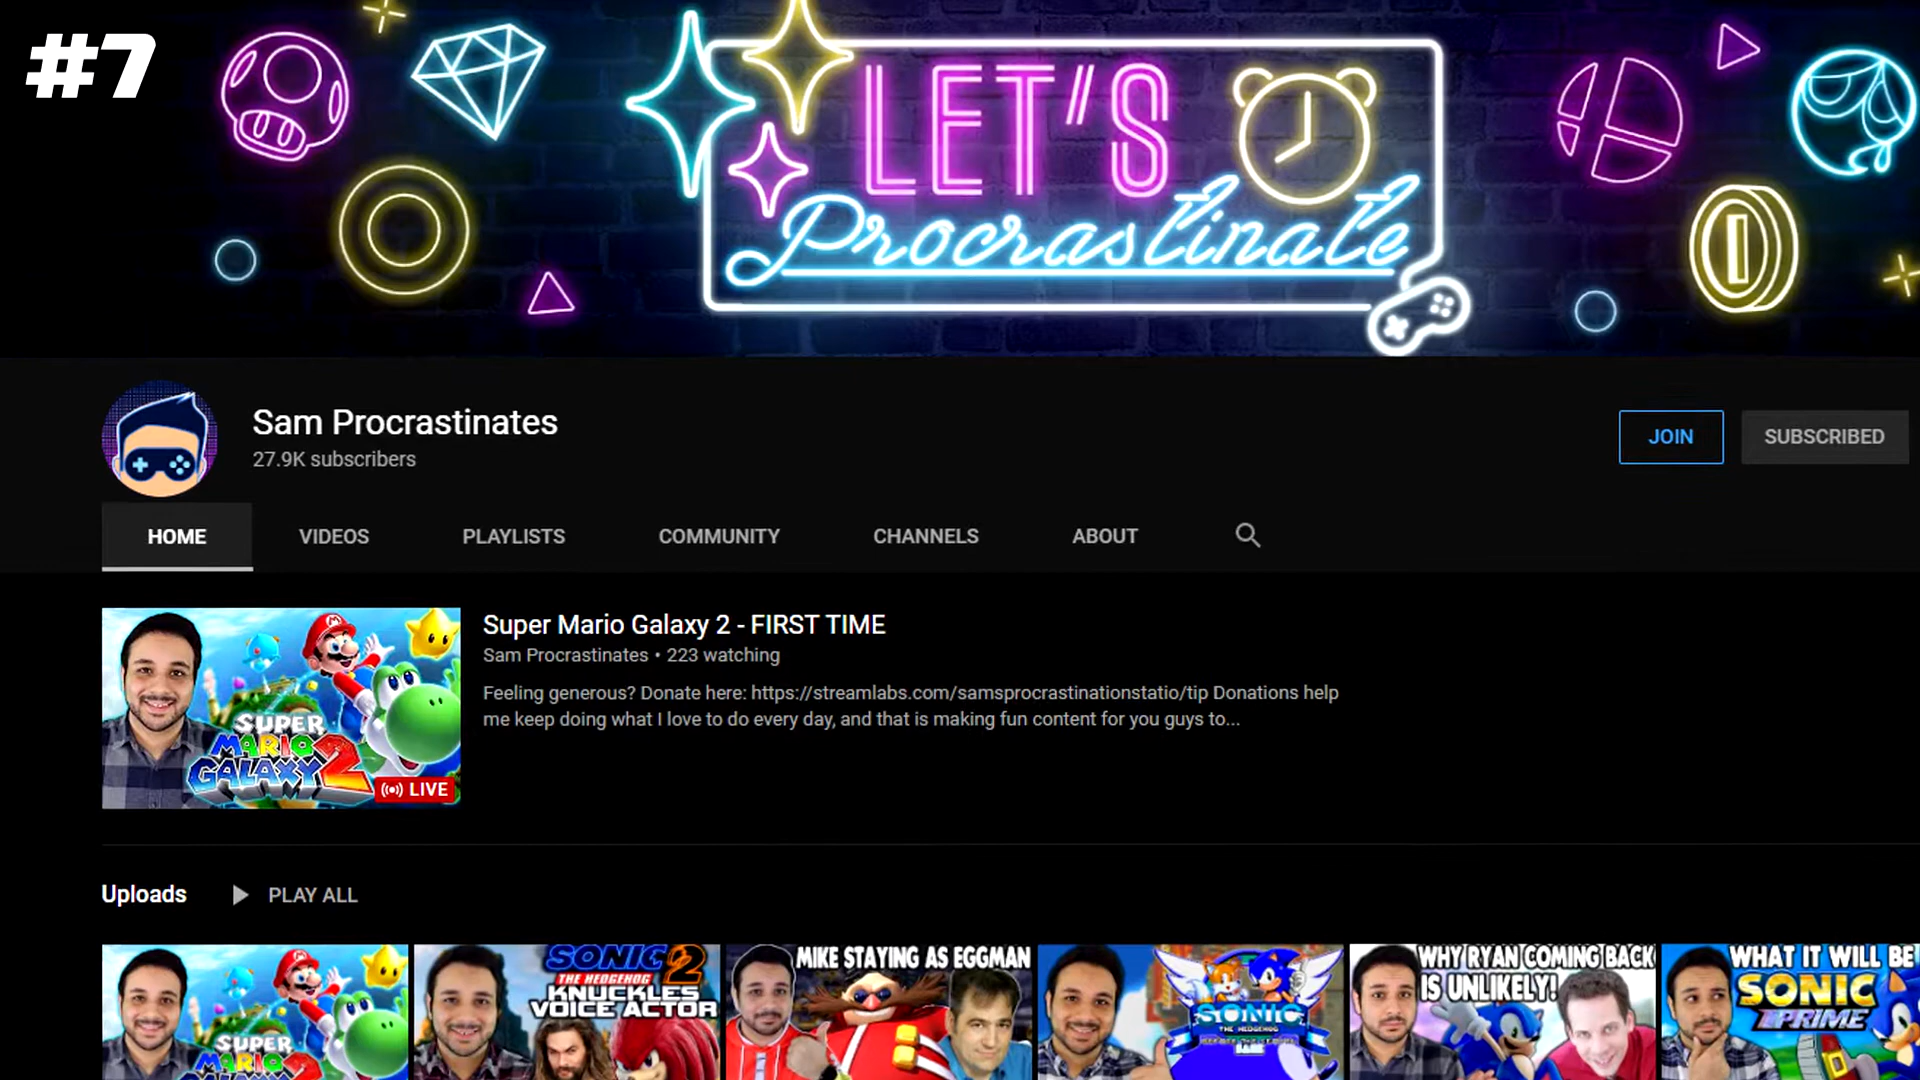 #7
LET'S
Procrastinate
Sam Procrastinates
27.9K subscribers
JOIN
SUBSCRIBED
HOME
VIDEOS
PLAYLISTS
COMMUNITY
CHANNELS
ABOUT
Super Mario Galaxy 2 - FIRST TIME
Sam Procrastinates • 223 watching
Feeling generous? Donate here: https://streamlabs.com/samsprocrastinationstatio/tip Donations help
me keep doing what I love to do every day, and that is making fun content for you guys to...
SUPER
MARIO
GALAXY 2
LIVE
Uploads
PLAY ALL
SUPER
MARIO
SONIC 2
THE HEDGEHOG
KNUCKLES
VOICE ACTOR
MIKE STAYING AS EGGMAN
SONIC
THE HEDGEHOG
WHY RYAN COMING BACK
IS UNLIKELY!
WHAT IT WILL BE
SONIC
PRIME